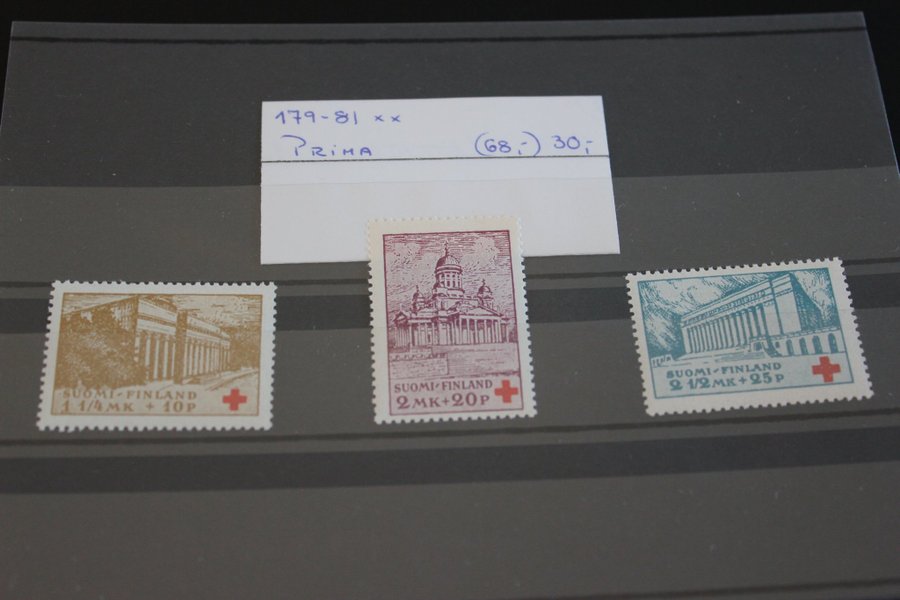 179-81 xx
PRIMA (68,-) 30,-
SUOMI-FINLAND
1 1/4 MK + 10 P
SUOMI-FINLAND
2 MK + 20 P
SUOMI-FINLAND
2 1/2 MK + 25 P